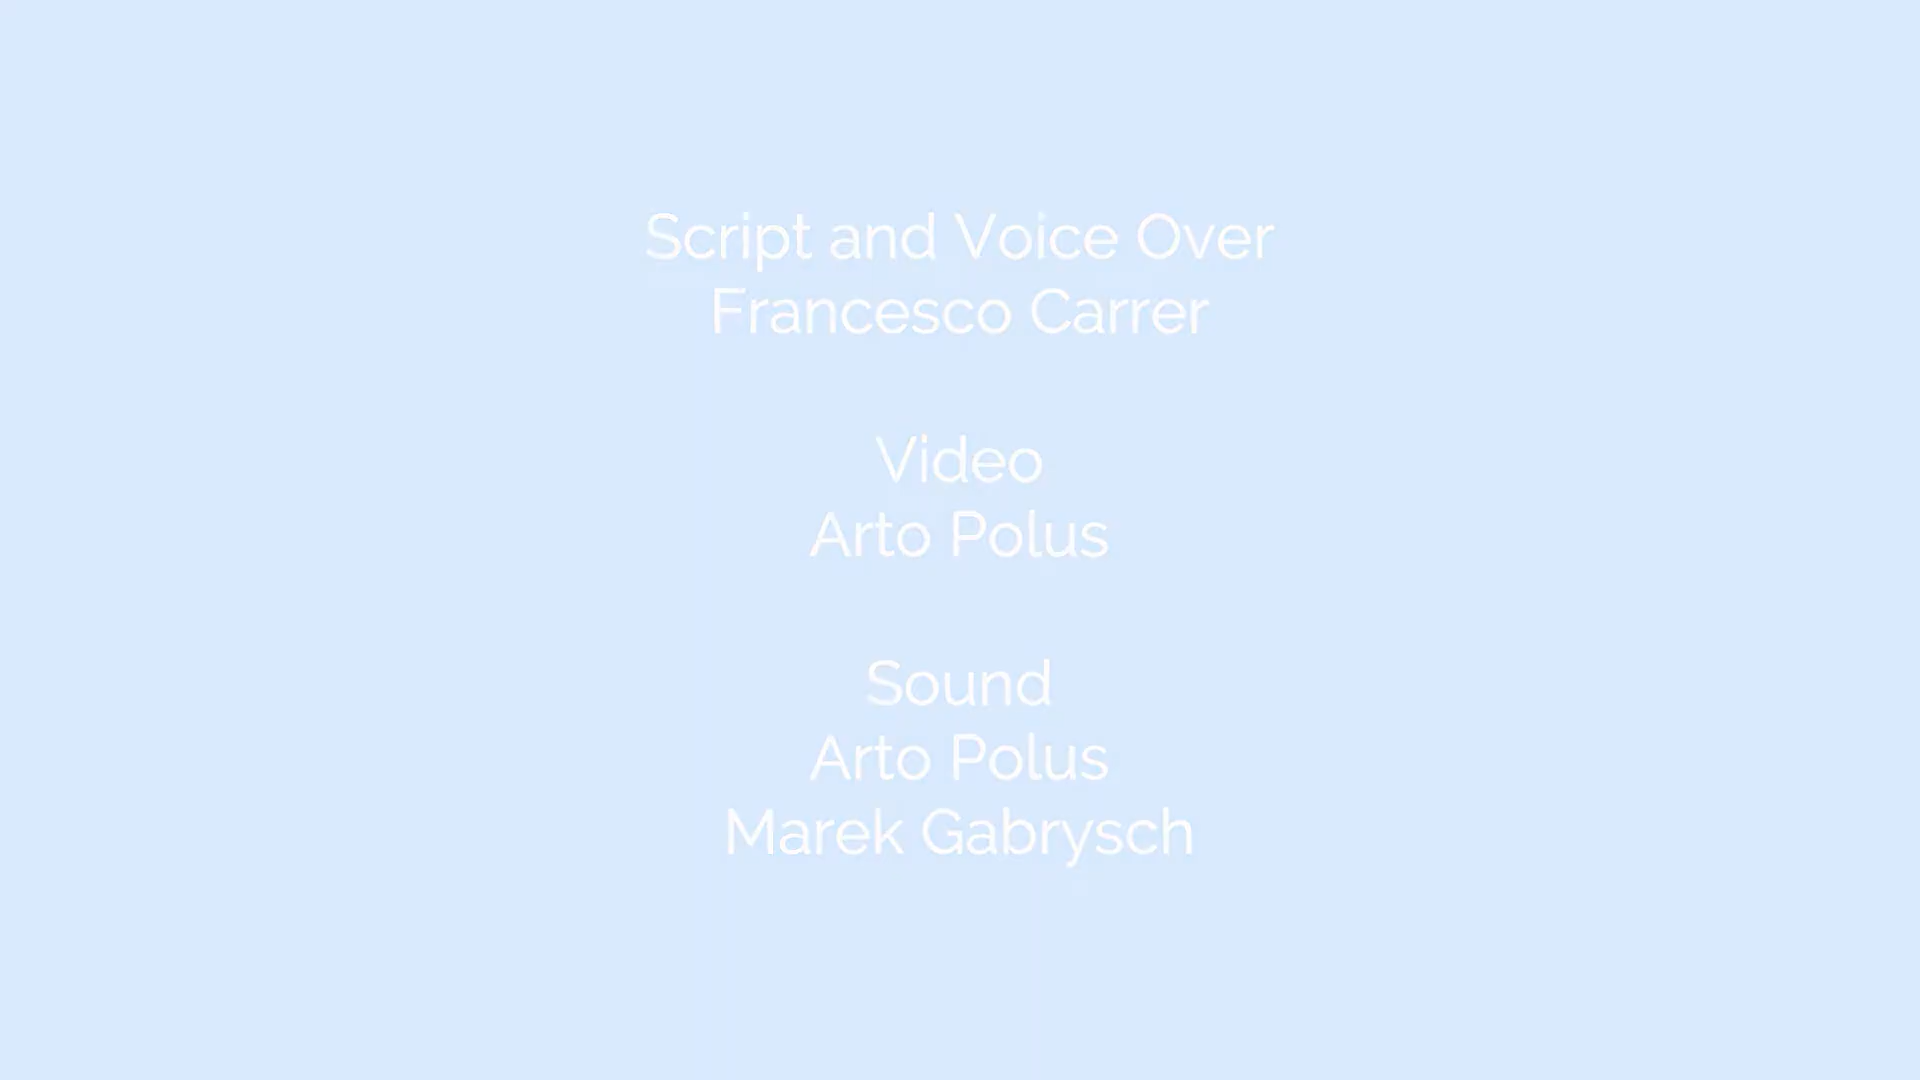 Script and Voice Over
Francesco Carrer
Video
Arto Polus
Sound
Arto Polus
Marek Gabrysch